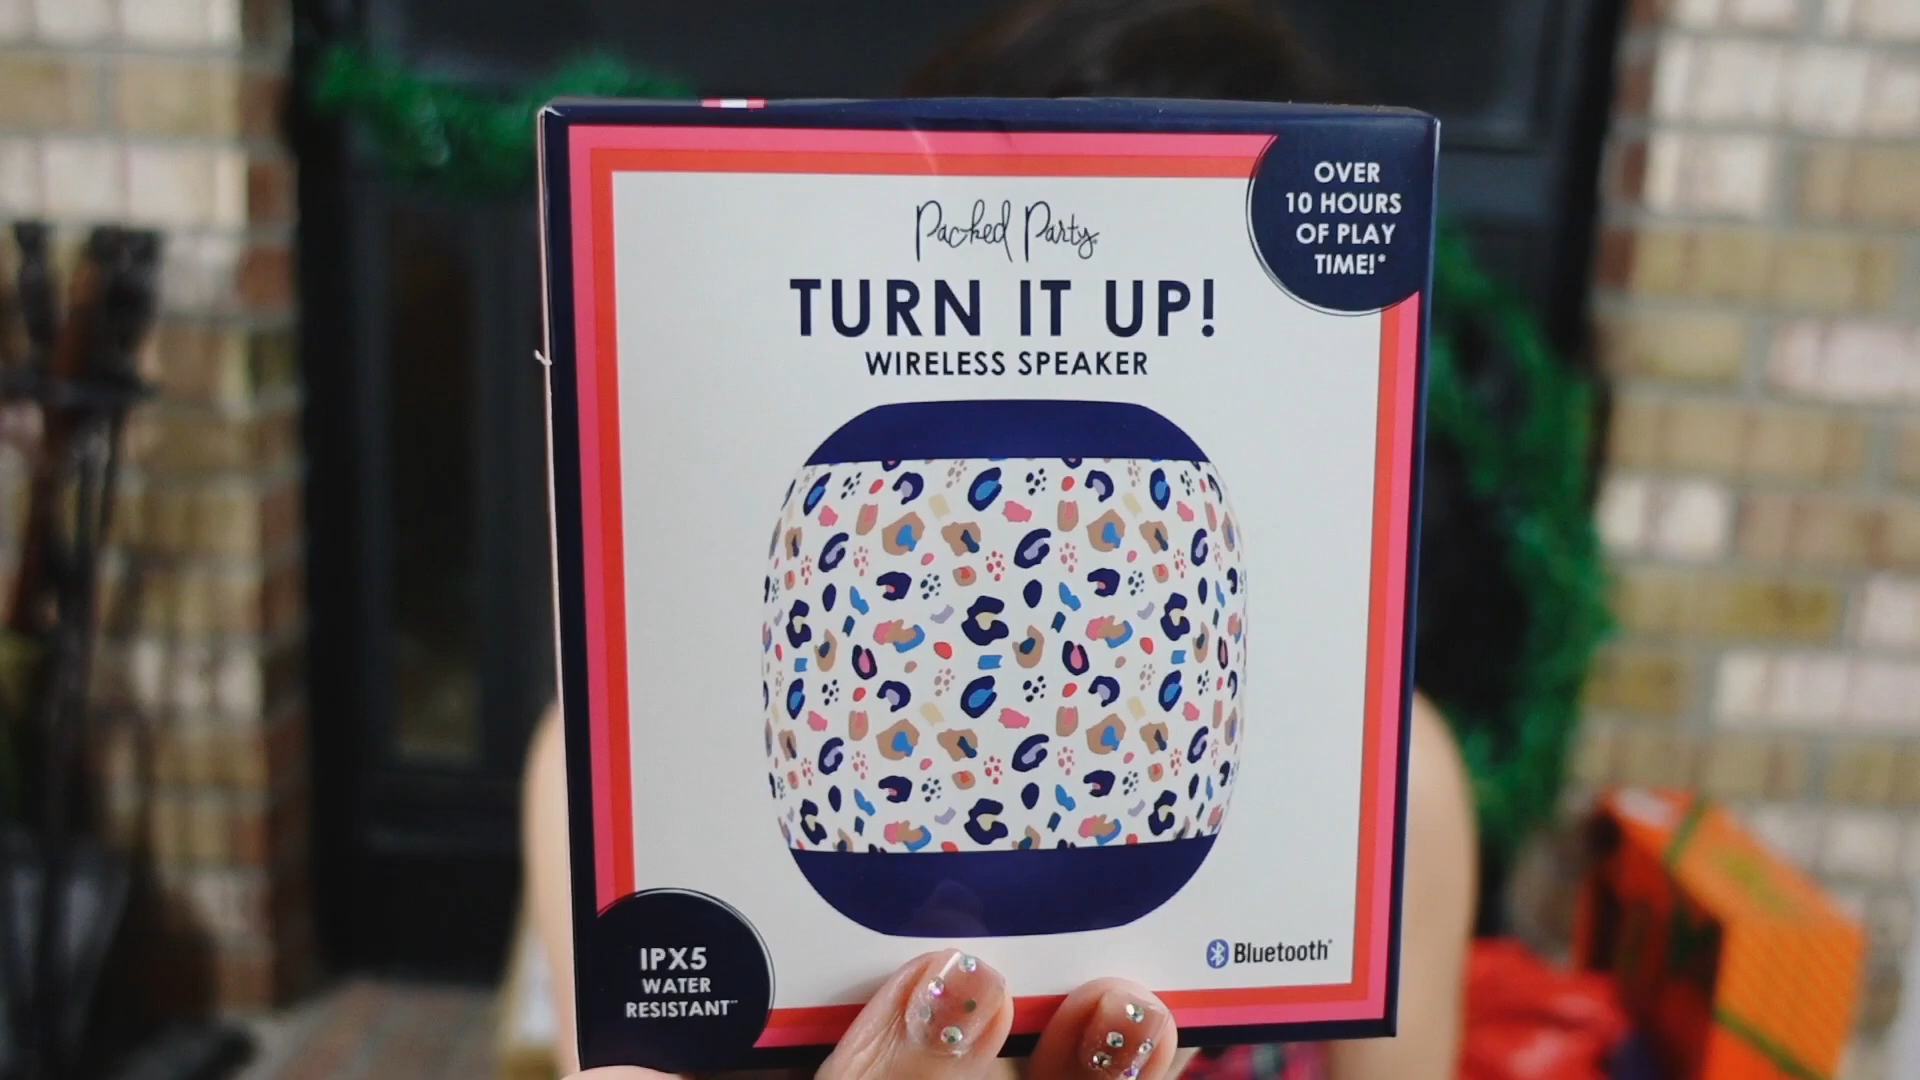 Packed Party
TURN IT UP!
WIRELESS SPEAKER
OVER
10 HOURS
OF PLAY
TIME!*
IPX5
WATER
RESISTANT**
Bluetooth®